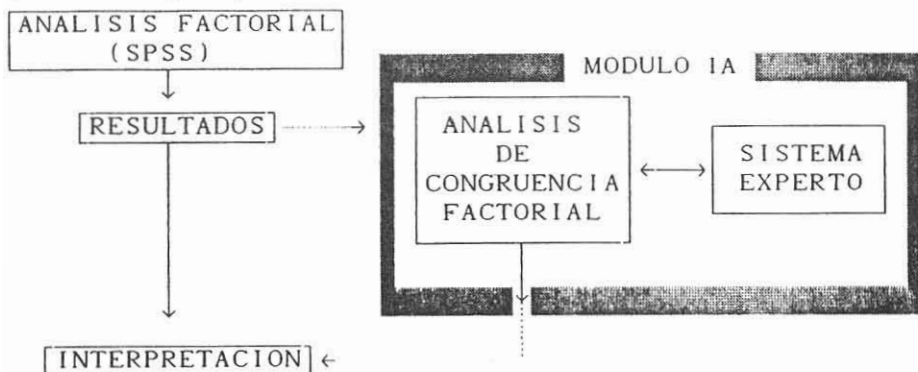 ANALISIS FACTORIAL
(SPSS)
RESULTADOS
MODULO IA
ANALISIS
DE
CONGRUENCIA
FACTORIAL
SISTEMA
EXPERTO
INTERPRETACION